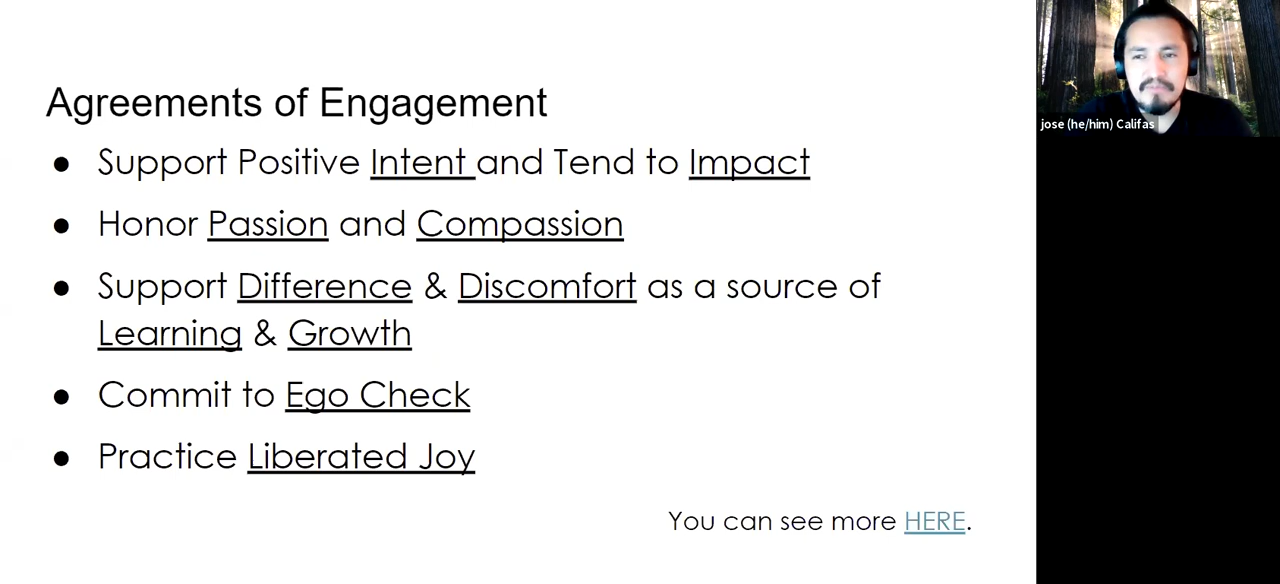 Agreements of Engagement
● Support Positive Intent and Tend to Impact
● Honor Passion and Compassion
● Support Difference & Discomfort as a source of
Learning & Growth
● Commit to Ego Check
● Practice Liberated Joy
You can see more HERE.
jose (he/him) Califas